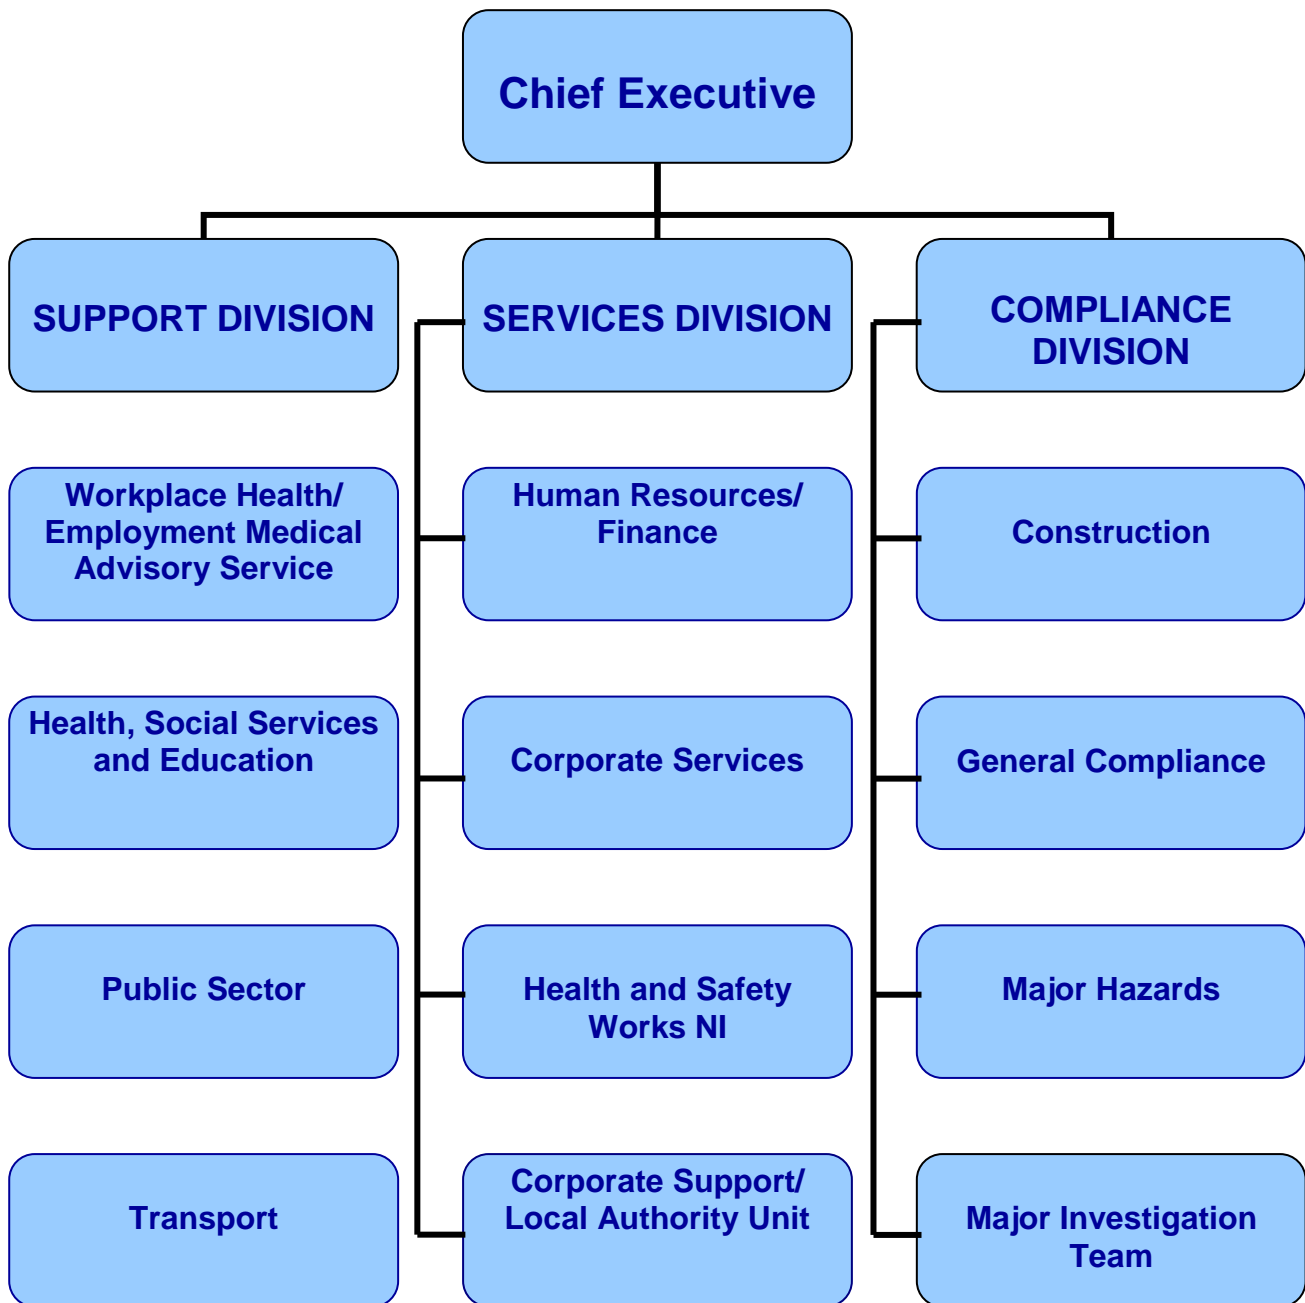 Chief Executive
SUPPORT DIVISION
SERVICES DIVISION
COMPLIANCE
DIVISION
Workplace Health/
Employment Medical
Advisory Service
Human Resources/
Finance
Construction
Health, Social Services
and Education
Corporate Services
General Compliance
Public Sector
Health and Safety
Works NI
Major Hazards
Transport
Corporate Support/
Local Authority Unit
Major Investigation
Team